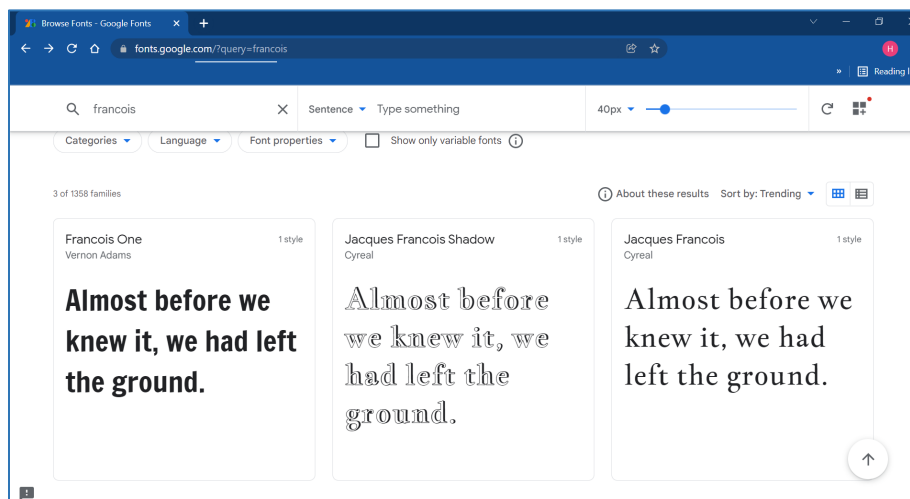 Browse Fonts - Google Fonts
fonts.google.com/?query=francois
H
» Reading l
francois
Sentence Type something
40px
Categories Language Font properties Show only variable fonts
3 of 1358 families
About these results Sort by: Trending
Francois One 1 style
Vernon Adams
Almost before we
knew it, we had left
the ground.
Jacques Francois Shadow 1 style
Cyreal
Almost before
we knew it, we
had left the
ground.
Jacques Francois 1 style
Cyreal
Almost before we
knew it, we had
left the ground.